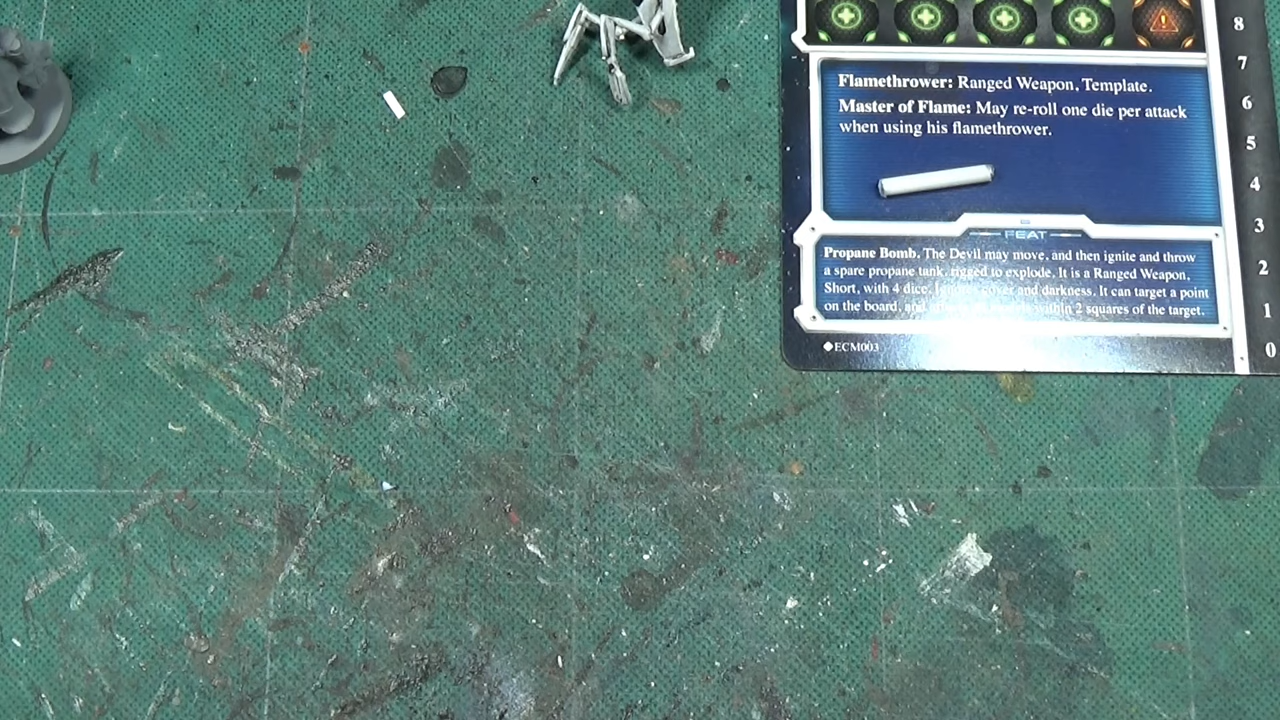 Flamethrower: Ranged Weapon, Template.
Master of Flame: May re-roll one die per attack
when using his flamethrower.
FEAT
Propane Bomb. The Devil may move, and then ignite and throw
a spare propane tank, rigged to explode. It is a Ranged Weapon,
Short, with 4 dice. Ignores cover and darkness. It can target a point
on the board, and within 2 squares of the target.
ECM003
8
7
6
5
4
3
2
1
0